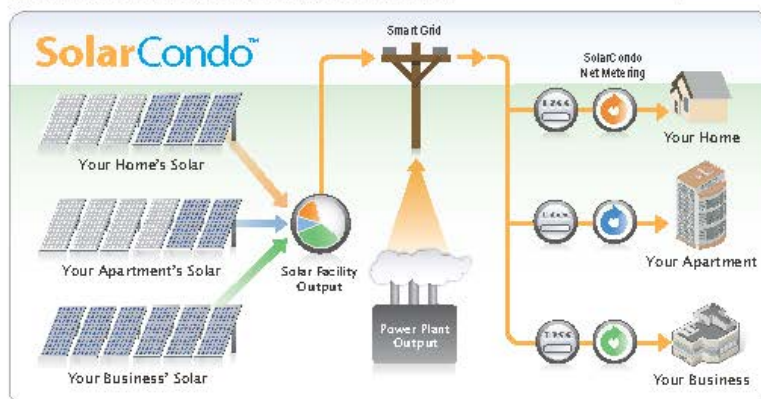 SolarCondo™
Smart Grid
SolarCondo
Net Metering
Your Home's Solar
Your Home
Your Apartment's Solar
Solar Facility
Output
Your Apartment
Power Plant
Output
Your Business' Solar
Your Business